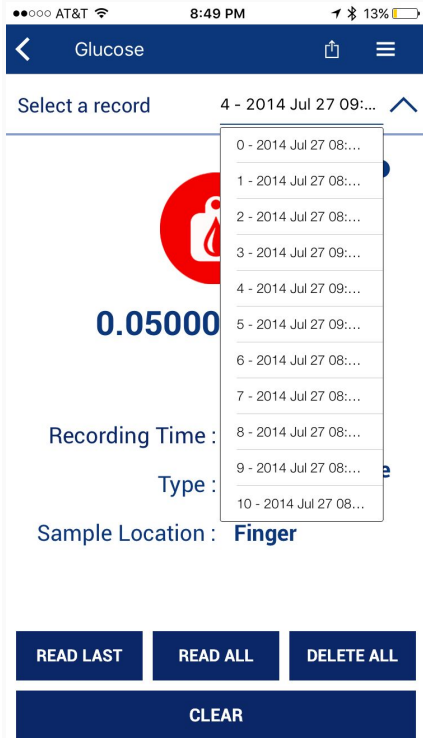 AT&T 8:49 PM 13%
Glucose
Select a record 4 - 2014 Jul 27 09:...
0 - 2014 Jul 27 08:...
1 - 2014 Jul 27 08:...
2 - 2014 Jul 27 08:...
3 - 2014 Jul 27 09:...
4 - 2014 Jul 27 09:...
0.05000
5 - 2014 Jul 27 09:...
6 - 2014 Jul 27 08:...
7 - 2014 Jul 27 08:...
Recording Time :
8 - 2014 Jul 27 08:...
9 - 2014 Jul 27 08:...
Type :
10 - 2014 Jul 27 08...
Sample Location : Finger
READ LAST READ ALL DELETE ALL
CLEAR